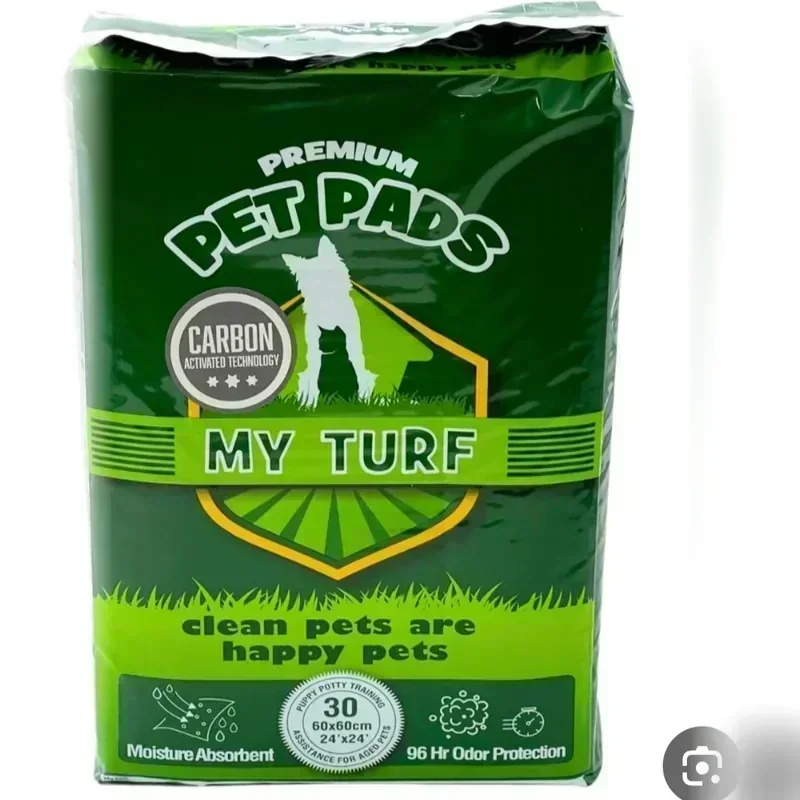 happy pets
PREMIUM
PET PADS
CARBON
ACTIVATED TECHNOLOGY
MY TURF
clean pets are
happy pets
PUPPY POTTY TRAINING
30
60x60cm
24'x24'
ASSISTANCE FOR AGED PETS
Moisture Absorbent
96 Hr Odor Protection